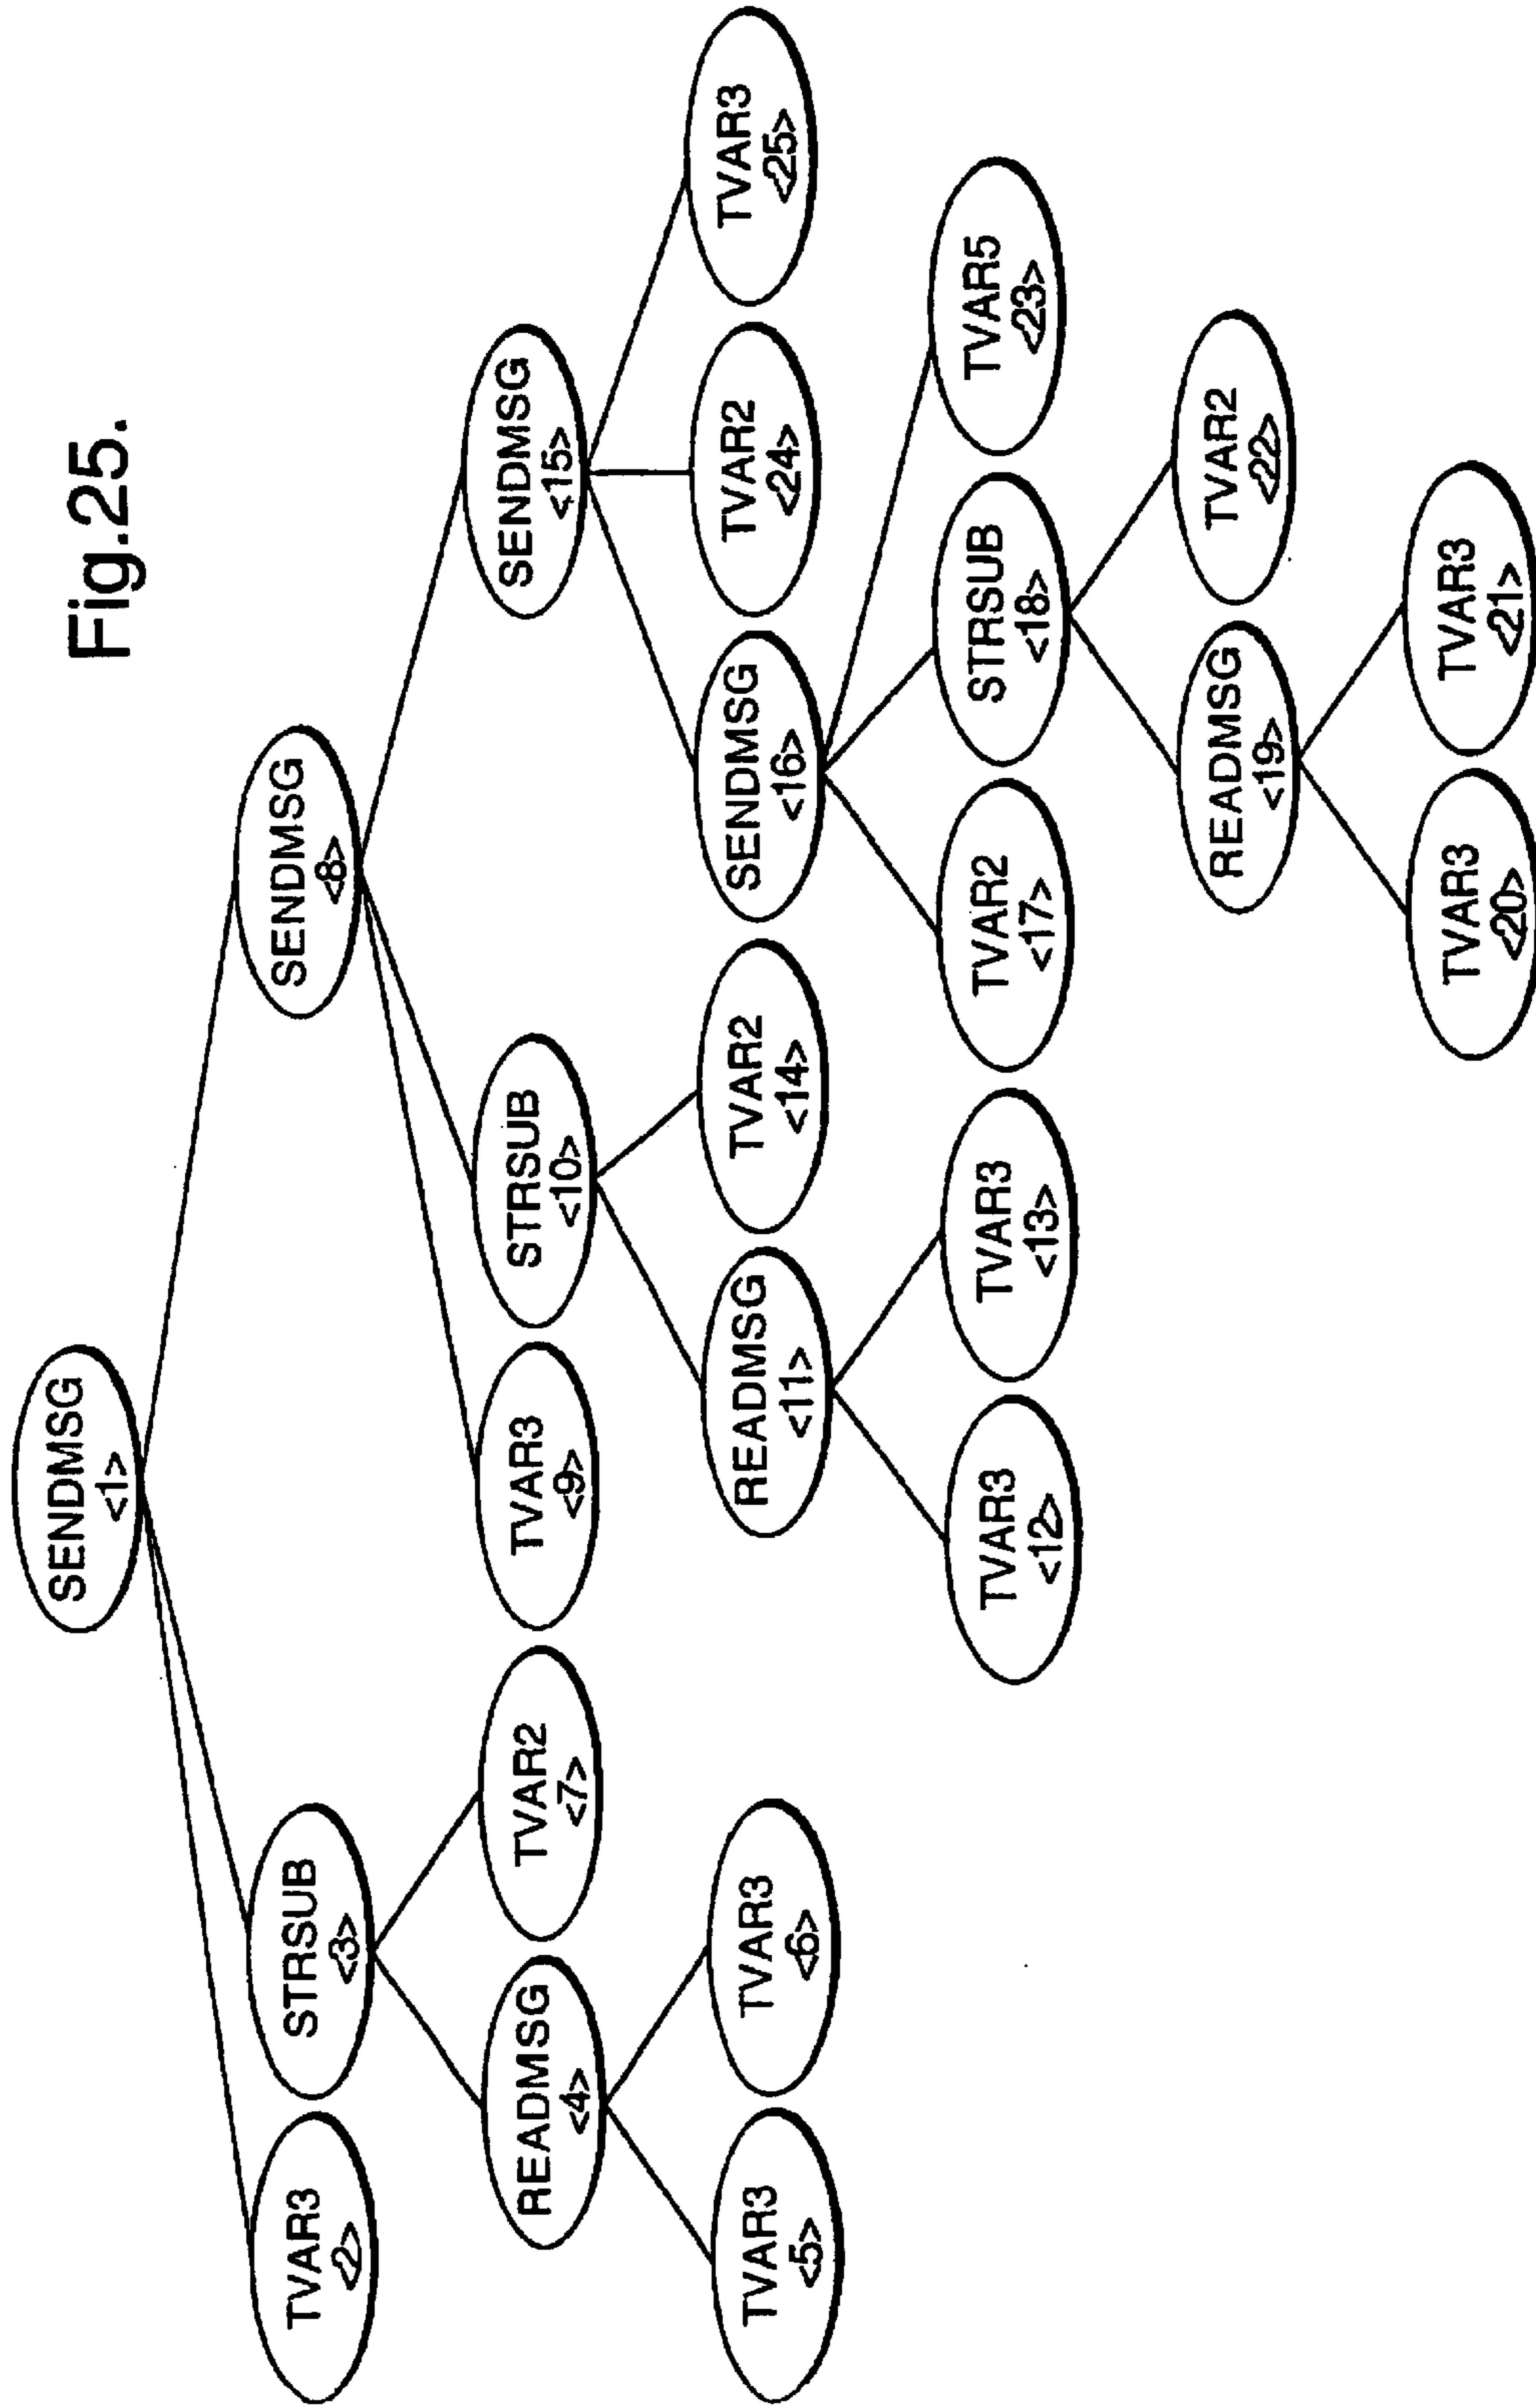 Fig.25.
SENDMSG
<1>
TVAR3
<2>
STRSUB
<3>
SENDMSG
<8>
READMSG
<4>
TVAR2
<7>
TVAR3
<9>
STRSUB
<10>
SENDMSG
<15>
TVAR3
<5>
TVAR3
<6>
READMSG
<11>
TVAR2
<14>
SENDMSG
<16>
TVAR2
<24>
TVAR3
<25>
TVAR3
<12>
TVAR3
<13>
TVAR2
<17>
STRSUB
<18>
TVAR5
<23>
READMSG
<19>
TVAR2
<22>
TVAR3
<20>
TVAR3
<21>